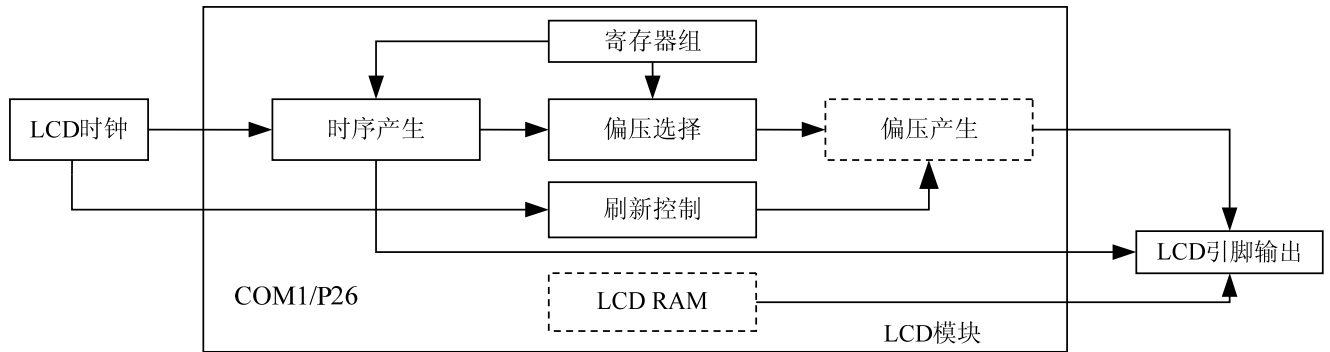 寄存器组
LCD时钟
时序产生
偏压选择
偏压产生
刷新控制
LCD引脚输出
COM1/P26
LCD RAM
LCD模块